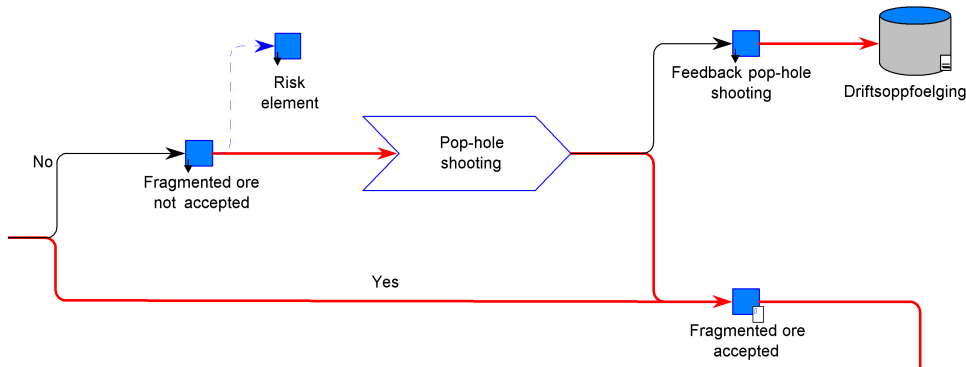 Feedback pop-hole
shooting
Driftsoppfoelging
Risk
element
Pop-hole
shooting
No
Fragmented ore
not accepted
Yes
Fragmented ore
accepted